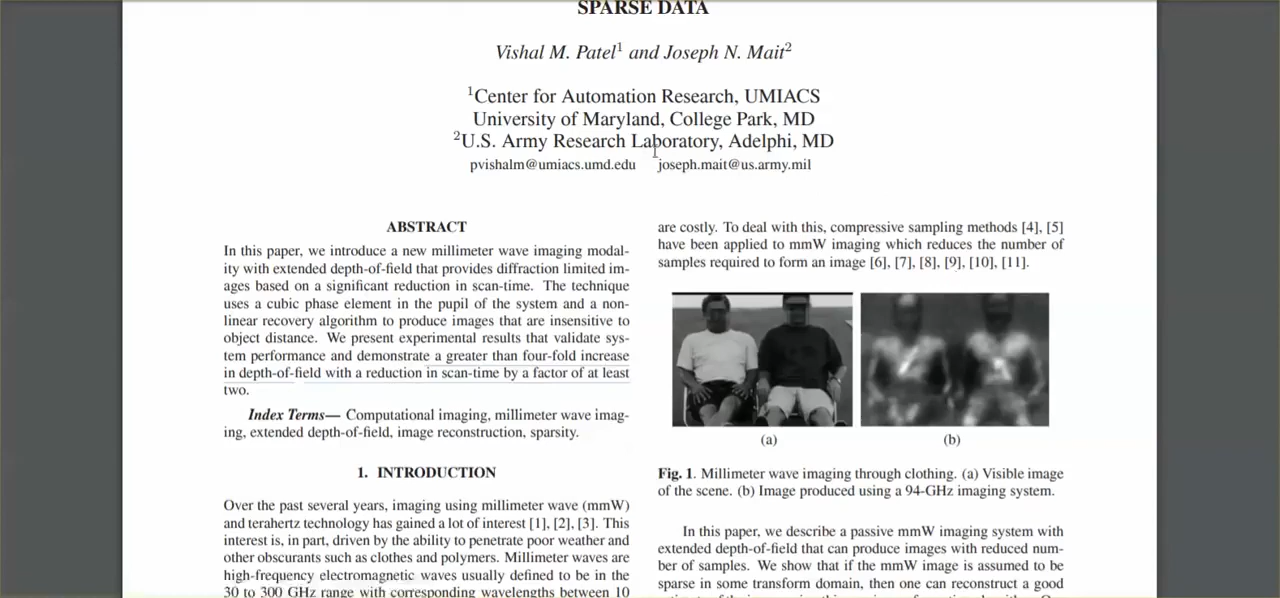 SPARSE DATA
Vishal M. Patel¹ and Joseph N. Mait²
¹Center for Automation Research, UMIACS
University of Maryland, College Park, MD
²U.S. Army Research Laboratory, Adelphi, MD
pvishalm@umiacs.umd.edu joseph.mait@us.army.mil
ABSTRACT
In this paper, we introduce a new millimeter wave imaging modal-
ity with extended depth-of-field that provides diffraction limited im-
ages based on a significant reduction in scan-time. The technique
uses a cubic phase element in the pupil of the system and a non-
linear recovery algorithm to produce images that are insensitive to
object distance. We present experimental results that validate sys-
tem performance and demonstrate a greater than four-fold increase
in depth-of-field with a reduction in scan-time by a factor of at least
two.
Index Terms— Computational imaging, millimeter wave imag-
ing, extended depth-of-field, image reconstruction, sparsity.
1. INTRODUCTION
Over the past several years, imaging using millimeter wave (mmW)
and terahertz technology has gained a lot of interest [1], [2], [3]. This
interest is, in part, driven by the ability to penetrate poor weather and
other obscurants such as clothes and polymers. Millimeter waves are
high-frequency electromagnetic waves usually defined to be in the
30 to 300 GHz range with corresponding wavelengths between 10
are costly. To deal with this, compressive sampling methods [4], [5]
have been applied to mmW imaging which reduces the number of
samples required to form an image [6], [7], [8], [9], [10], [11].
(a) (b)
Fig. 1. Millimeter wave imaging through clothing. (a) Visible image
of the scene. (b) Image produced using a 94-GHz imaging system.
In this paper, we describe a passive mmW imaging system with
extended depth-of-field that can produce images with reduced num-
ber of samples. We show that if the mmW image is assumed to be
sparse in some transform domain, then one can reconstruct a good